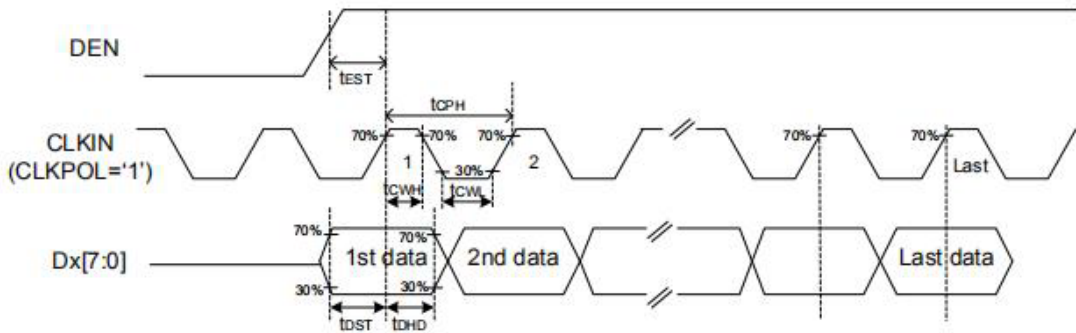 DEN
tEST
tCPH
CLKIN
(CLKPOL='1')
70% 70% 70% 70% 70%
1 2 Last
30%
tCWH tCWL
Dx[7:0]
70% 70%
1st data 2nd data Last data
30% 30%
tDST tDHD